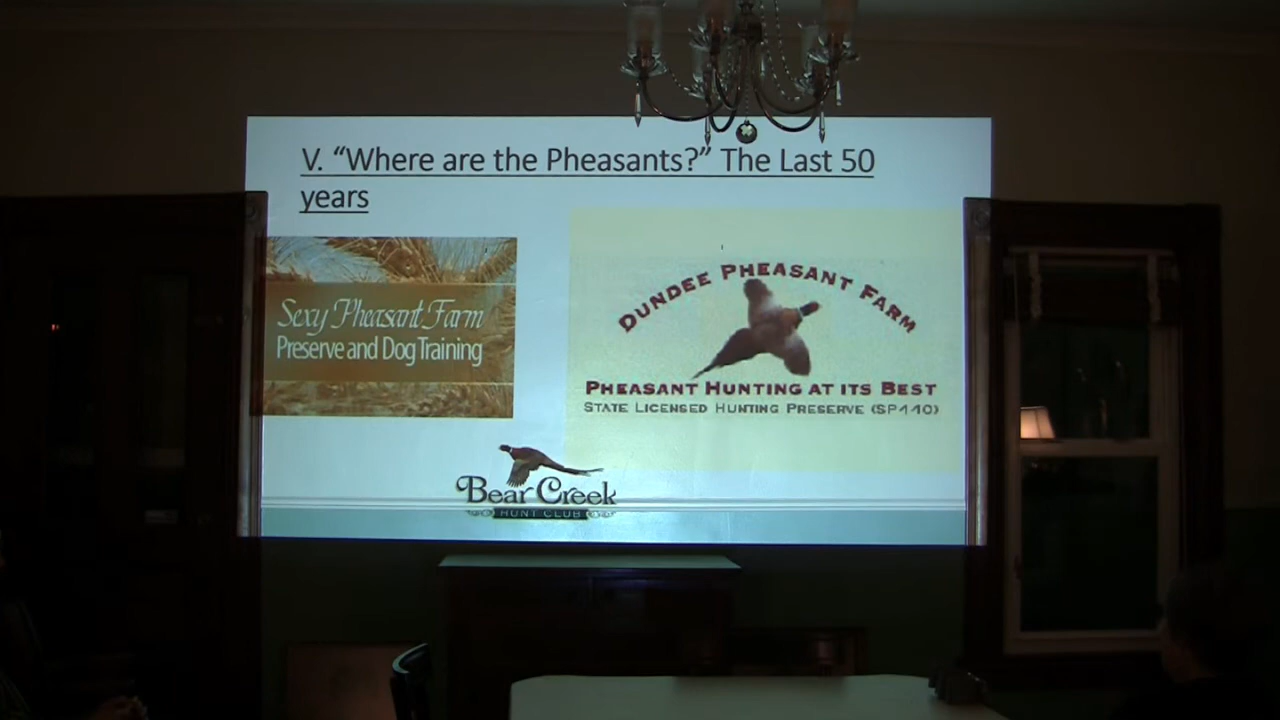 V. “Where are the Pheasants?” The Last 50
years
Sexy Pheasant Farm
Preserve and Dog Training
DUNDEE PHEASANT FARM
PHEASANT HUNTING AT ITS BEST
STATE LICENSED HUNTING PRESERVE (SP440)
Bear Creek
HUNT CLUB